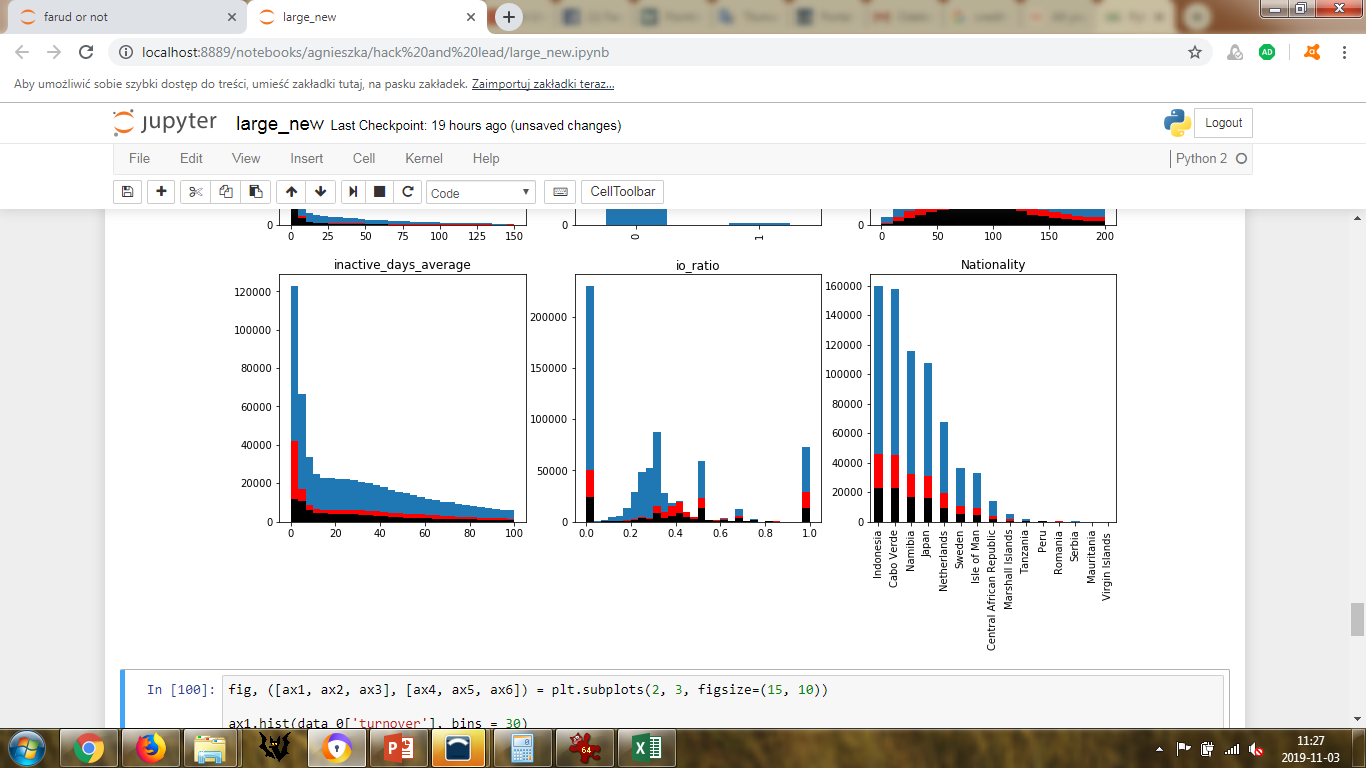 farud or not
large_new
localhost:8889/notebooks/agnieszka/hack%20and%20lead/large_new.ipynb
AD
Aby umożliwić sobie szybki dostęp do treści, umieść zakładki tutaj, na pasku zakładek. Zaimportuj zakładki teraz...
jupyter large_new Last Checkpoint: 19 hours ago (unsaved changes)
Logout
File Edit View Insert Cell Kernel Help
Python 2
Code
CellToolbar
0 0 0
0 25 50 75 100 125 150
0 1
0 50 100 150 200
inactive_days_average
120000
100000
80000
60000
40000
20000
0
0 20 40 60 80 100
io_ratio
200000
150000
100000
50000
0
0.0 0.2 0.4 0.6 0.8 1.0
Nationality
160000
140000
120000
100000
80000
60000
40000
20000
0
Indonesia
Cabo Verde
Namibia
Japan
Netherlands
Sweden
Isle of Man
Central African Republic
Marshall Islands
Tanzania
Peru
Romania
Serbia
Mauritania
Virgin Islands
In [100]: fig, ([ax1, ax2, ax3], [ax4, ax5, ax6]) = plt.subplots(2, 3, figsize=(15, 10))
ax1.hist(data_0['turnover'], bins = 30)
64
11:27
2019-11-03